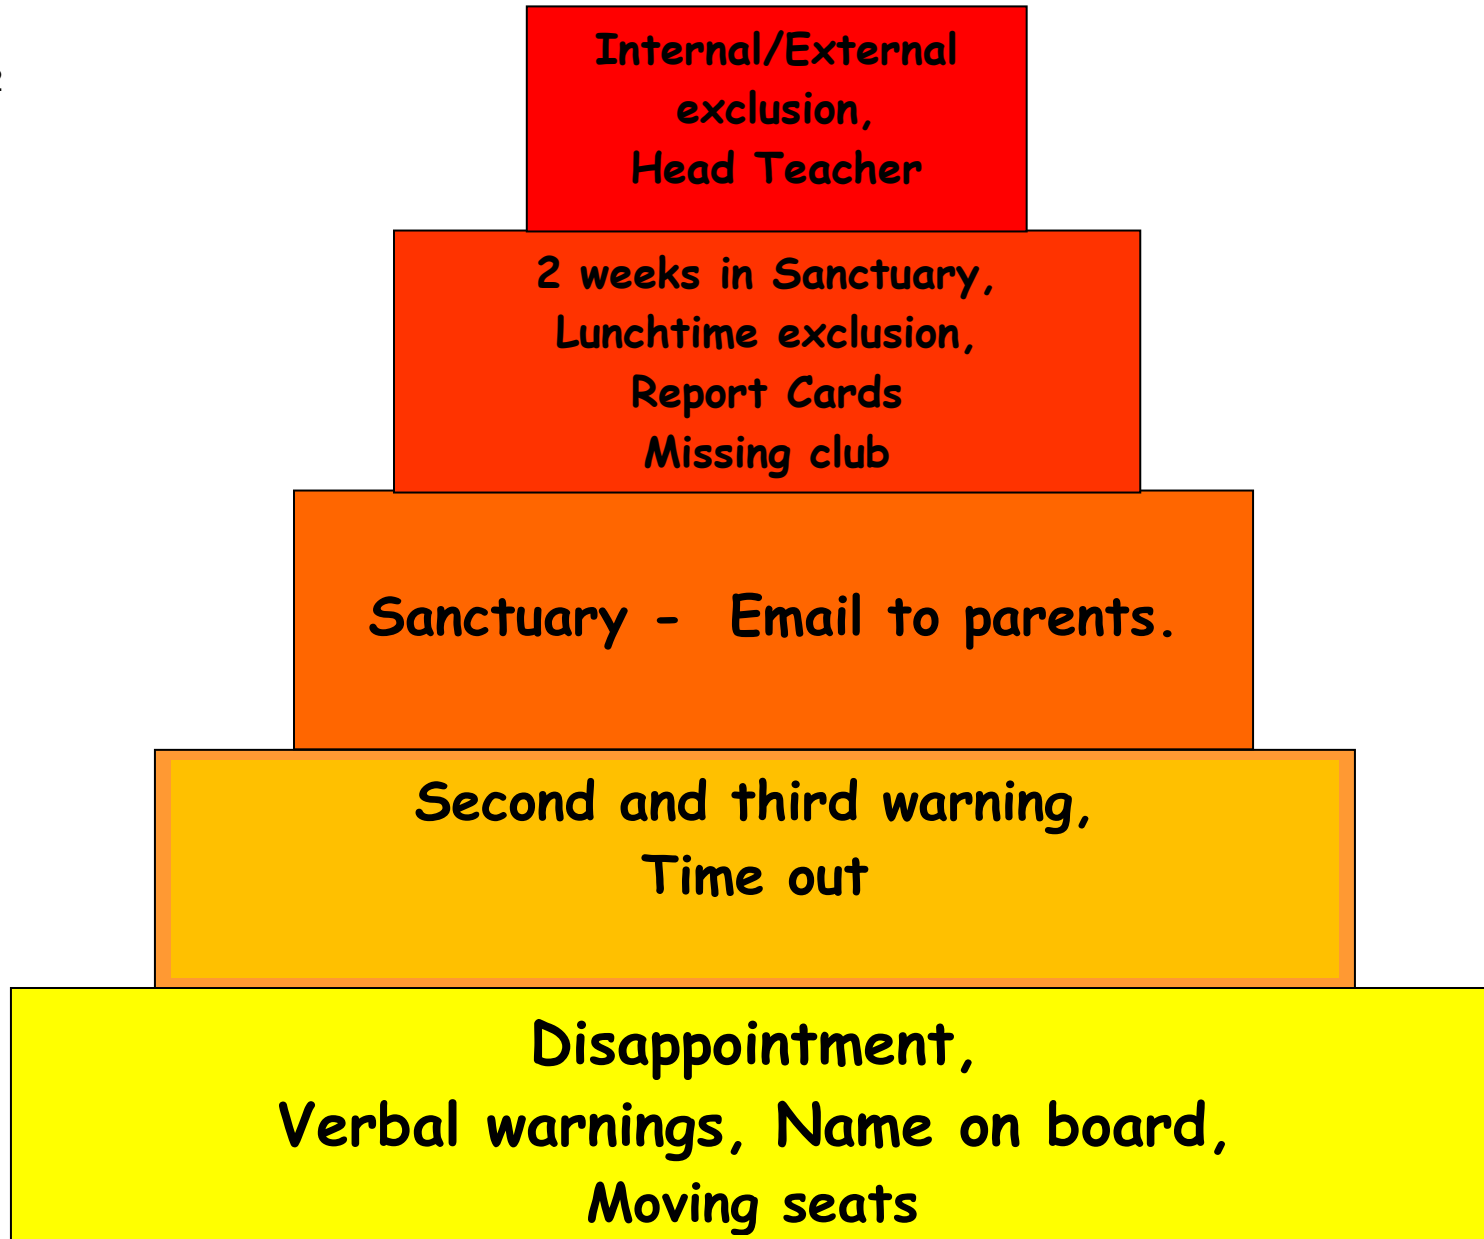 Internal/External
exclusion,
Head Teacher
2 weeks in Sanctuary,
Lunchtime exclusion,
Report Cards
Missing club
Sanctuary - Email to parents.
Second and third warning,
Time out
Disappointment,
Verbal warnings, Name on board,
Moving seats